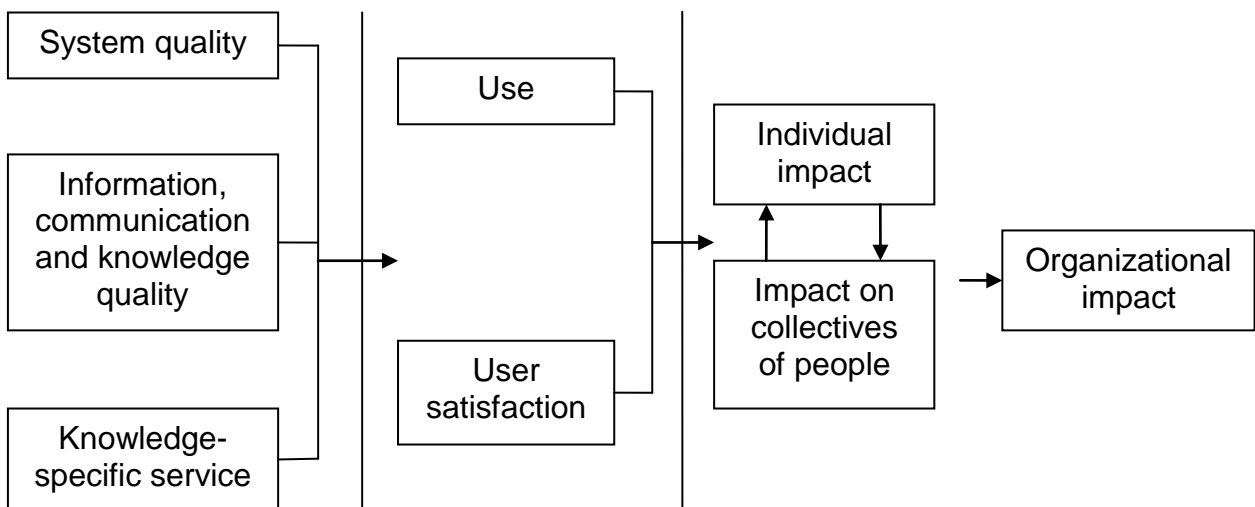 System quality
Information,
communication
and knowledge
quality
Knowledge-
specific service
Use
User
satisfaction
Individual
impact
Impact on
collectives
of people
Organizational
impact